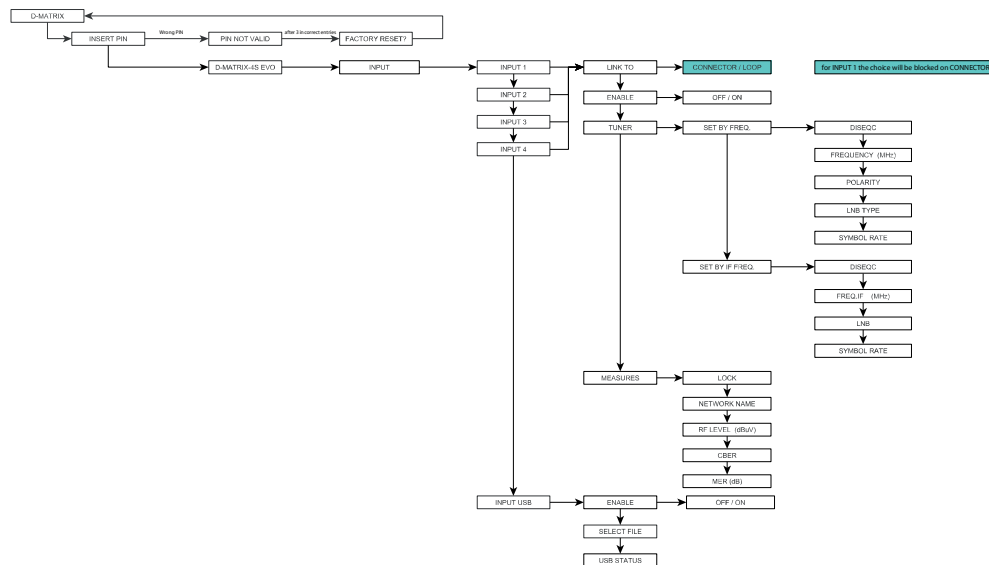 D-MATRIX
INSERT PIN
Wrong PIN
PIN NOT VALID
after 3 incorrect entries
FACTORY RESET?
D-MATRIX-4S EVO
INPUT
INPUT 1
LINK TO
CONNECTOR / LOOP
for INPUT 1 the choice will be blocked on CONNECTOR
INPUT 2
ENABLE
OFF / ON
INPUT 3
TUNER
SET BY FREQ.
DISEQC
INPUT 4
FREQUENCY (MHz)
POLARITY
LNB TYPE
SYMBOL RATE
SET BY IF FREQ.
DISEQC
FREQ.IF (MHz)
LNB
SYMBOL RATE
MEASURES
LOCK
NETWORK NAME
RF LEVEL (dBuV)
CBER
MER (dB)
INPUT USB
ENABLE
OFF / ON
SELECT FILE
USB STATUS